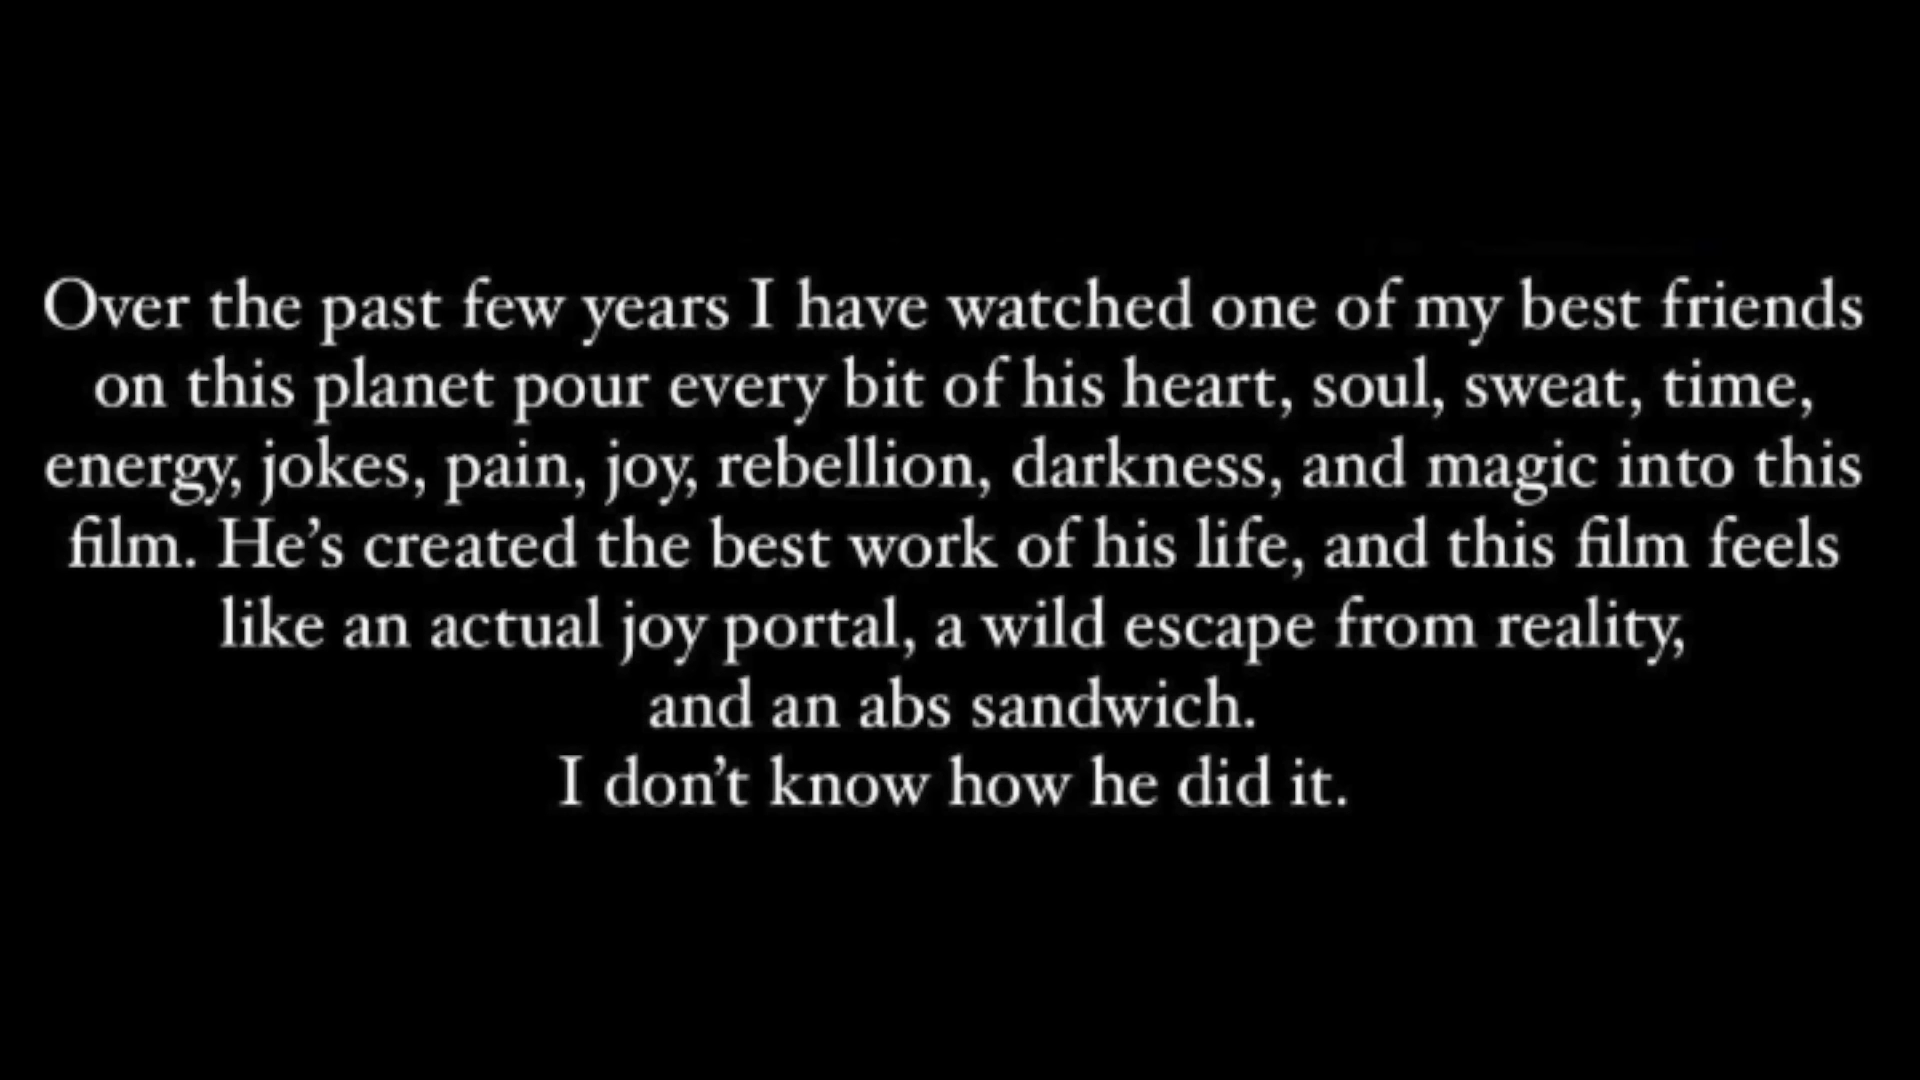 Over the past few years I have watched one of my best friends
on this planet pour every bit of his heart, soul, sweat, time,
energy, jokes, pain, joy, rebellion, darkness, and magic into this
film. He’s created the best work of his life, and this film feels
like an actual joy portal, a wild escape from reality,
and an abs sandwich.
I don’t know how he did it.